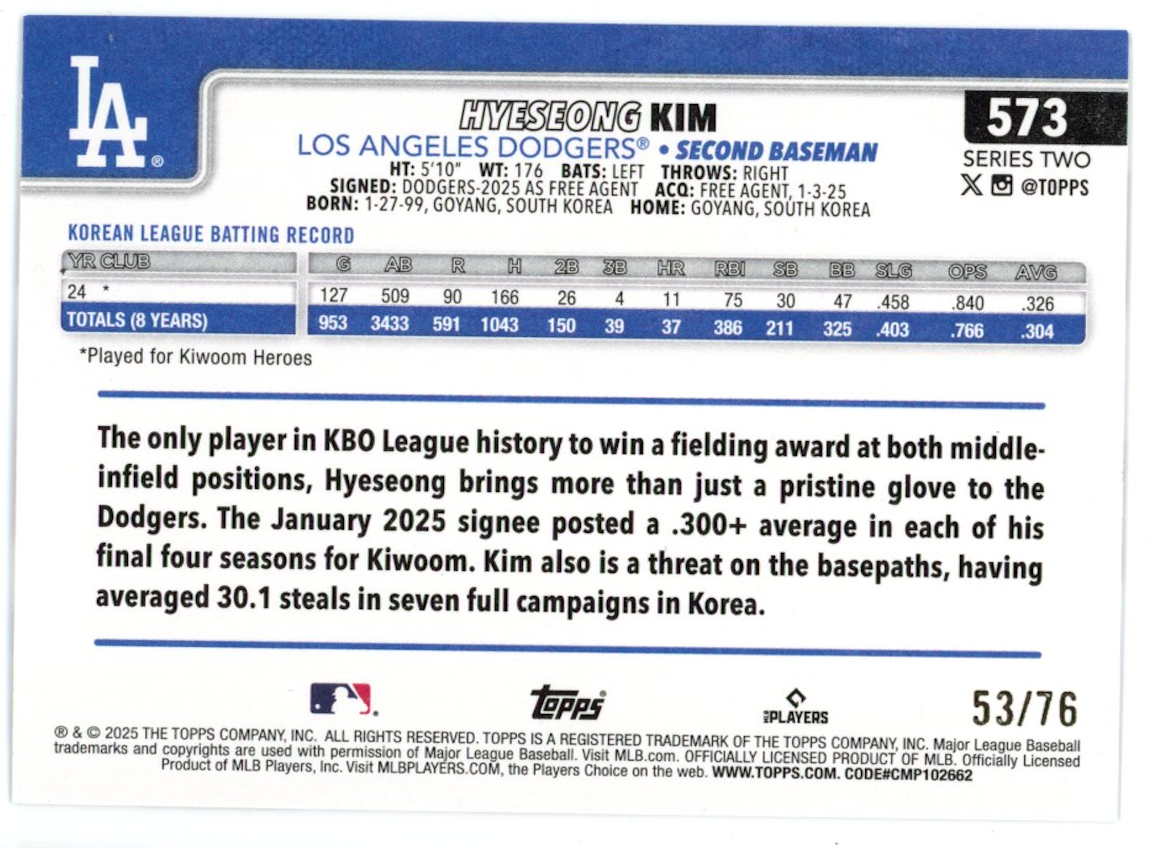 LA®
HYESEONG KIM
573
LOS ANGELES DODGERS® • SECOND BASEMAN
SERIES TWO
HT: 5'10" WT: 176 BATS: LEFT THROWS: RIGHT
X @TOPPS
SIGNED: DODGERS-2025 AS FREE AGENT ACQ: FREE AGENT, 1-3-25
BORN: 1-27-99, GOYANG, SOUTH KOREA HOME: GOYANG, SOUTH KOREA
KOREAN LEAGUE BATTING RECORD
YR CLUB G AB R H 2B 3B HR RBI SB BB SLG OPS AVG
24 * 127 509 90 166 26 4 11 75 30 47 .458 .840 .326
TOTALS (8 YEARS) 953 3433 591 1043 150 39 37 386 211 325 .403 .766 .304
*Played for Kiwoom Heroes
The only player in KBO League history to win a fielding award at both middle-
infield positions, Hyeseong brings more than just a pristine glove to the
Dodgers. The January 2025 signee posted a .300+ average in each of his
final four seasons for Kiwoom. Kim also is a threat on the basepaths, having
averaged 30.1 steals in seven full campaigns in Korea.
Topps® PLAYERS 53/76
® & © 2025 THE TOPPS COMPANY, INC. ALL RIGHTS RESERVED. TOPPS IS A REGISTERED TRADEMARK OF THE TOPPS COMPANY, INC. Major League Baseball
trademarks and copyrights are used with permission of Major League Baseball. Visit MLB.com. OFFICIALLY LICENSED PRODUCT OF MLB. Officially Licensed
Product of MLB Players, Inc. Visit MLBPLAYERS.COM, the Players Choice on the web. WWW.TOPPS.COM. CODE#CMP102662